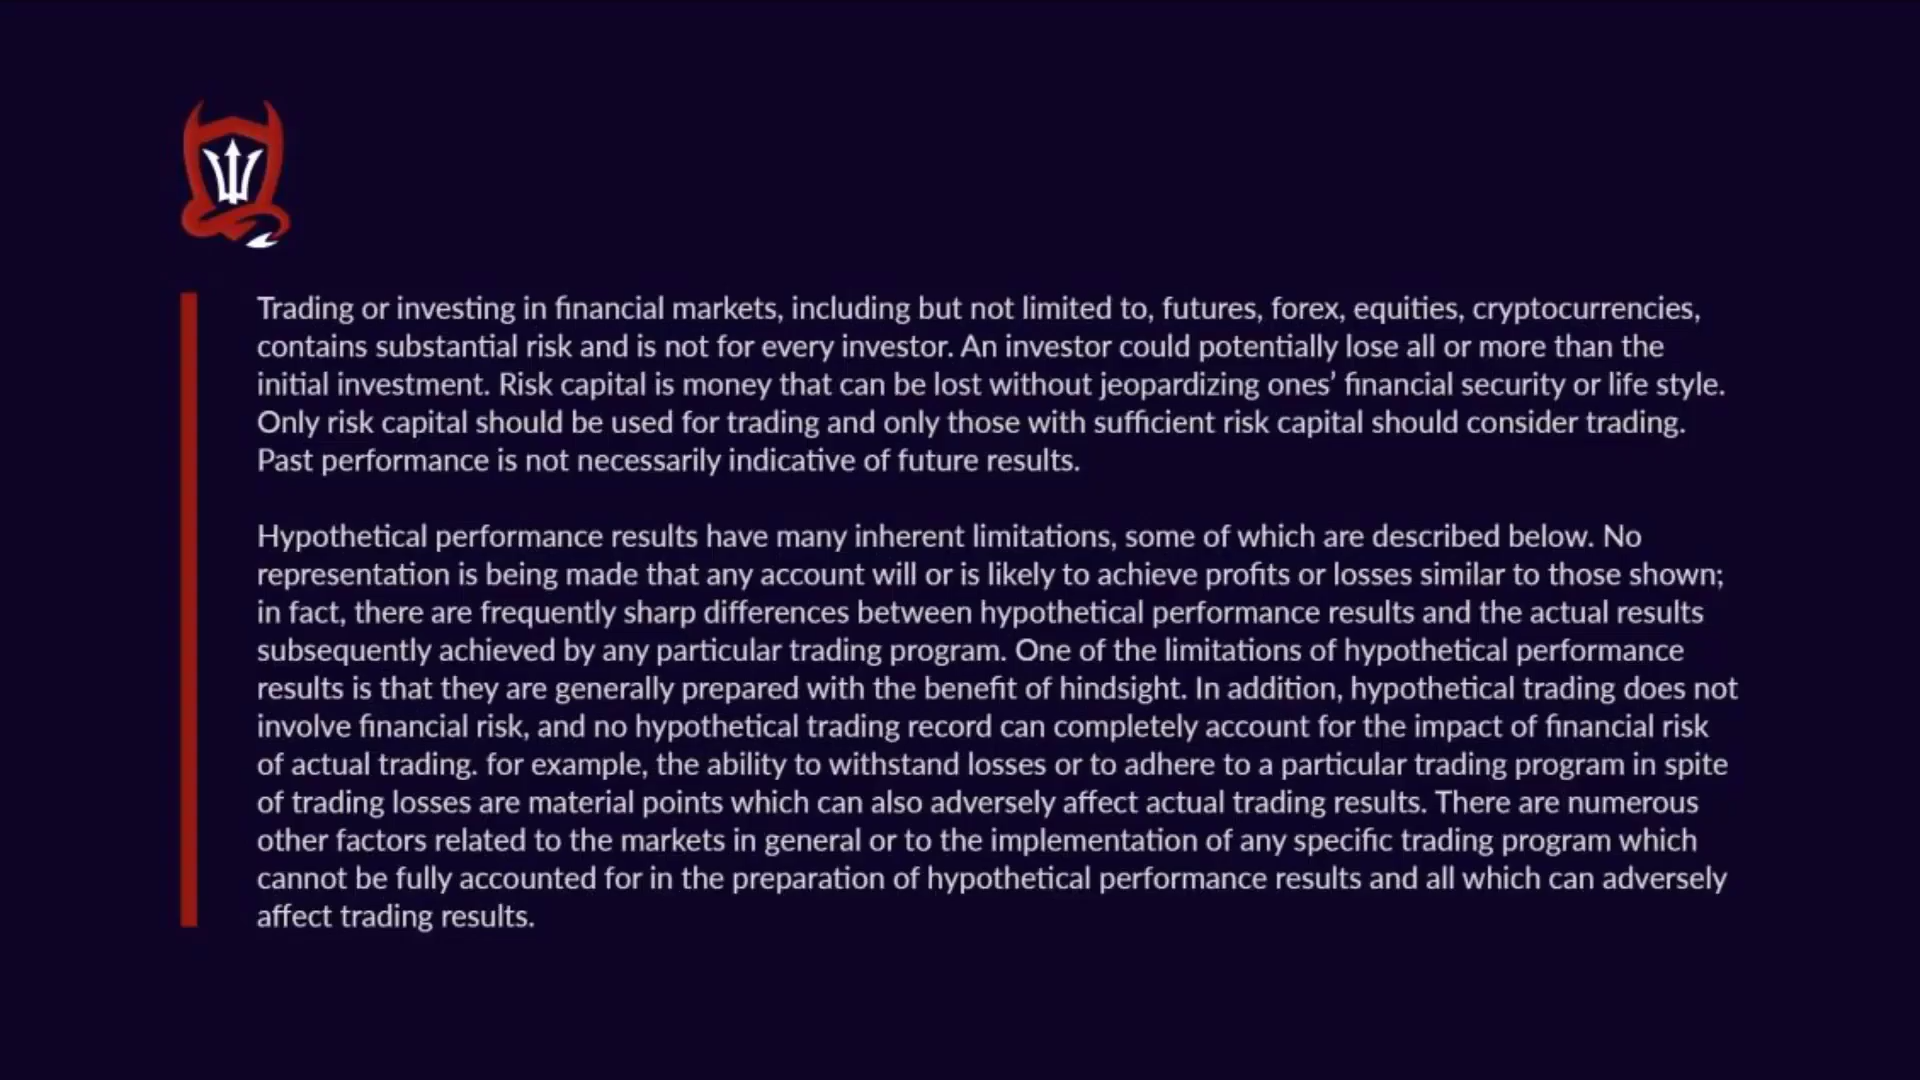 Trading or investing in financial markets, including but not limited to, futures, forex, equities, cryptocurrencies,
contains substantial risk and is not for every investor. An investor could potentially lose all or more than the
initial investment. Risk capital is money that can be lost without jeopardizing ones’ financial security or life style.
Only risk capital should be used for trading and only those with sufficient risk capital should consider trading.
Past performance is not necessarily indicative of future results.
Hypothetical performance results have many inherent limitations, some of which are described below. No
representation is being made that any account will or is likely to achieve profits or losses similar to those shown;
in fact, there are frequently sharp differences between hypothetical performance results and the actual results
subsequently achieved by any particular trading program. One of the limitations of hypothetical performance
results is that they are generally prepared with the benefit of hindsight. In addition, hypothetical trading does not
involve financial risk, and no hypothetical trading record can completely account for the impact of financial risk
of actual trading. for example, the ability to withstand losses or to adhere to a particular trading program in spite
of trading losses are material points which can also adversely affect actual trading results. There are numerous
other factors related to the markets in general or to the implementation of any specific trading program which
cannot be fully accounted for in the preparation of hypothetical performance results and all which can adversely
affect trading results.